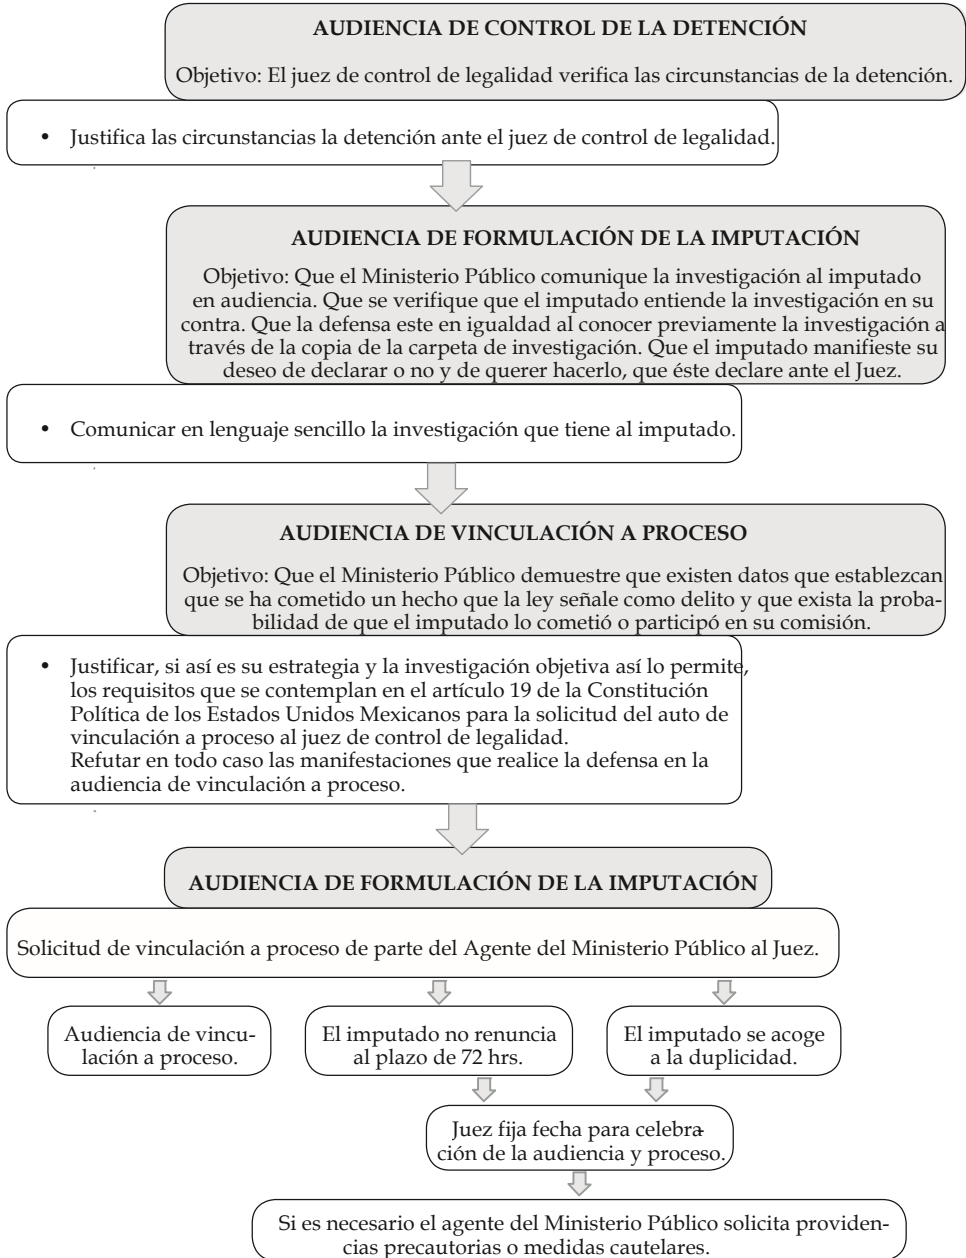 AUDIENCIA DE CONTROL DE LA DETENCIÓN
Objetivo: El juez de control de legalidad verifica las circunstancias de la detención.
• Justifica las circunstancias la detención ante el juez de control de legalidad.
AUDIENCIA DE FORMULACIÓN DE LA IMPUTACIÓN
Objetivo: Que el Ministerio Público comunique la investigación al imputado
en audiencia. Que se verifique que el imputado entiende la investigación en su
contra. Que la defensa este en igualdad al conocer previamente la investigación a
través de la copia de la carpeta de investigación. Que el imputado manifieste su
deseo de declarar o no y de querer hacerlo, que éste declare ante el Juez.
• Comunicar en lenguaje sencillo la investigación que tiene al imputado.
AUDIENCIA DE VINCULACIÓN A PROCESO
Objetivo: Que el Ministerio Público demuestre que existen datos que establezcan
que se ha cometido un hecho que la ley señale como delito y que exista la proba-
bilidad de que el imputado lo cometió o participó en su comisión.
• Justificar, si así es su estrategia y la investigación objetiva así lo permite,
los requisitos que se contemplan en el artículo 19 de la Constitución
Política de los Estados Unidos Mexicanos para la solicitud del auto de
vinculación a proceso al juez de control de legalidad.
Refutar en todo caso las manifestaciones que realice la defensa en la
audiencia de vinculación a proceso.
AUDIENCIA DE FORMULACIÓN DE LA IMPUTACIÓN
Solicitud de vinculación a proceso de parte del Agente del Ministerio Público al Juez.
Audiencia de vincu-
lación a proceso.
El imputado no renuncia
al plazo de 72 hrs.
El imputado se acoge
a la duplicidad.
Juez fija fecha para celebra-
ción de la audiencia y proceso.
Si es necesario el agente del Ministerio Público solicita providen-
cias precautorias o medidas cautelares.